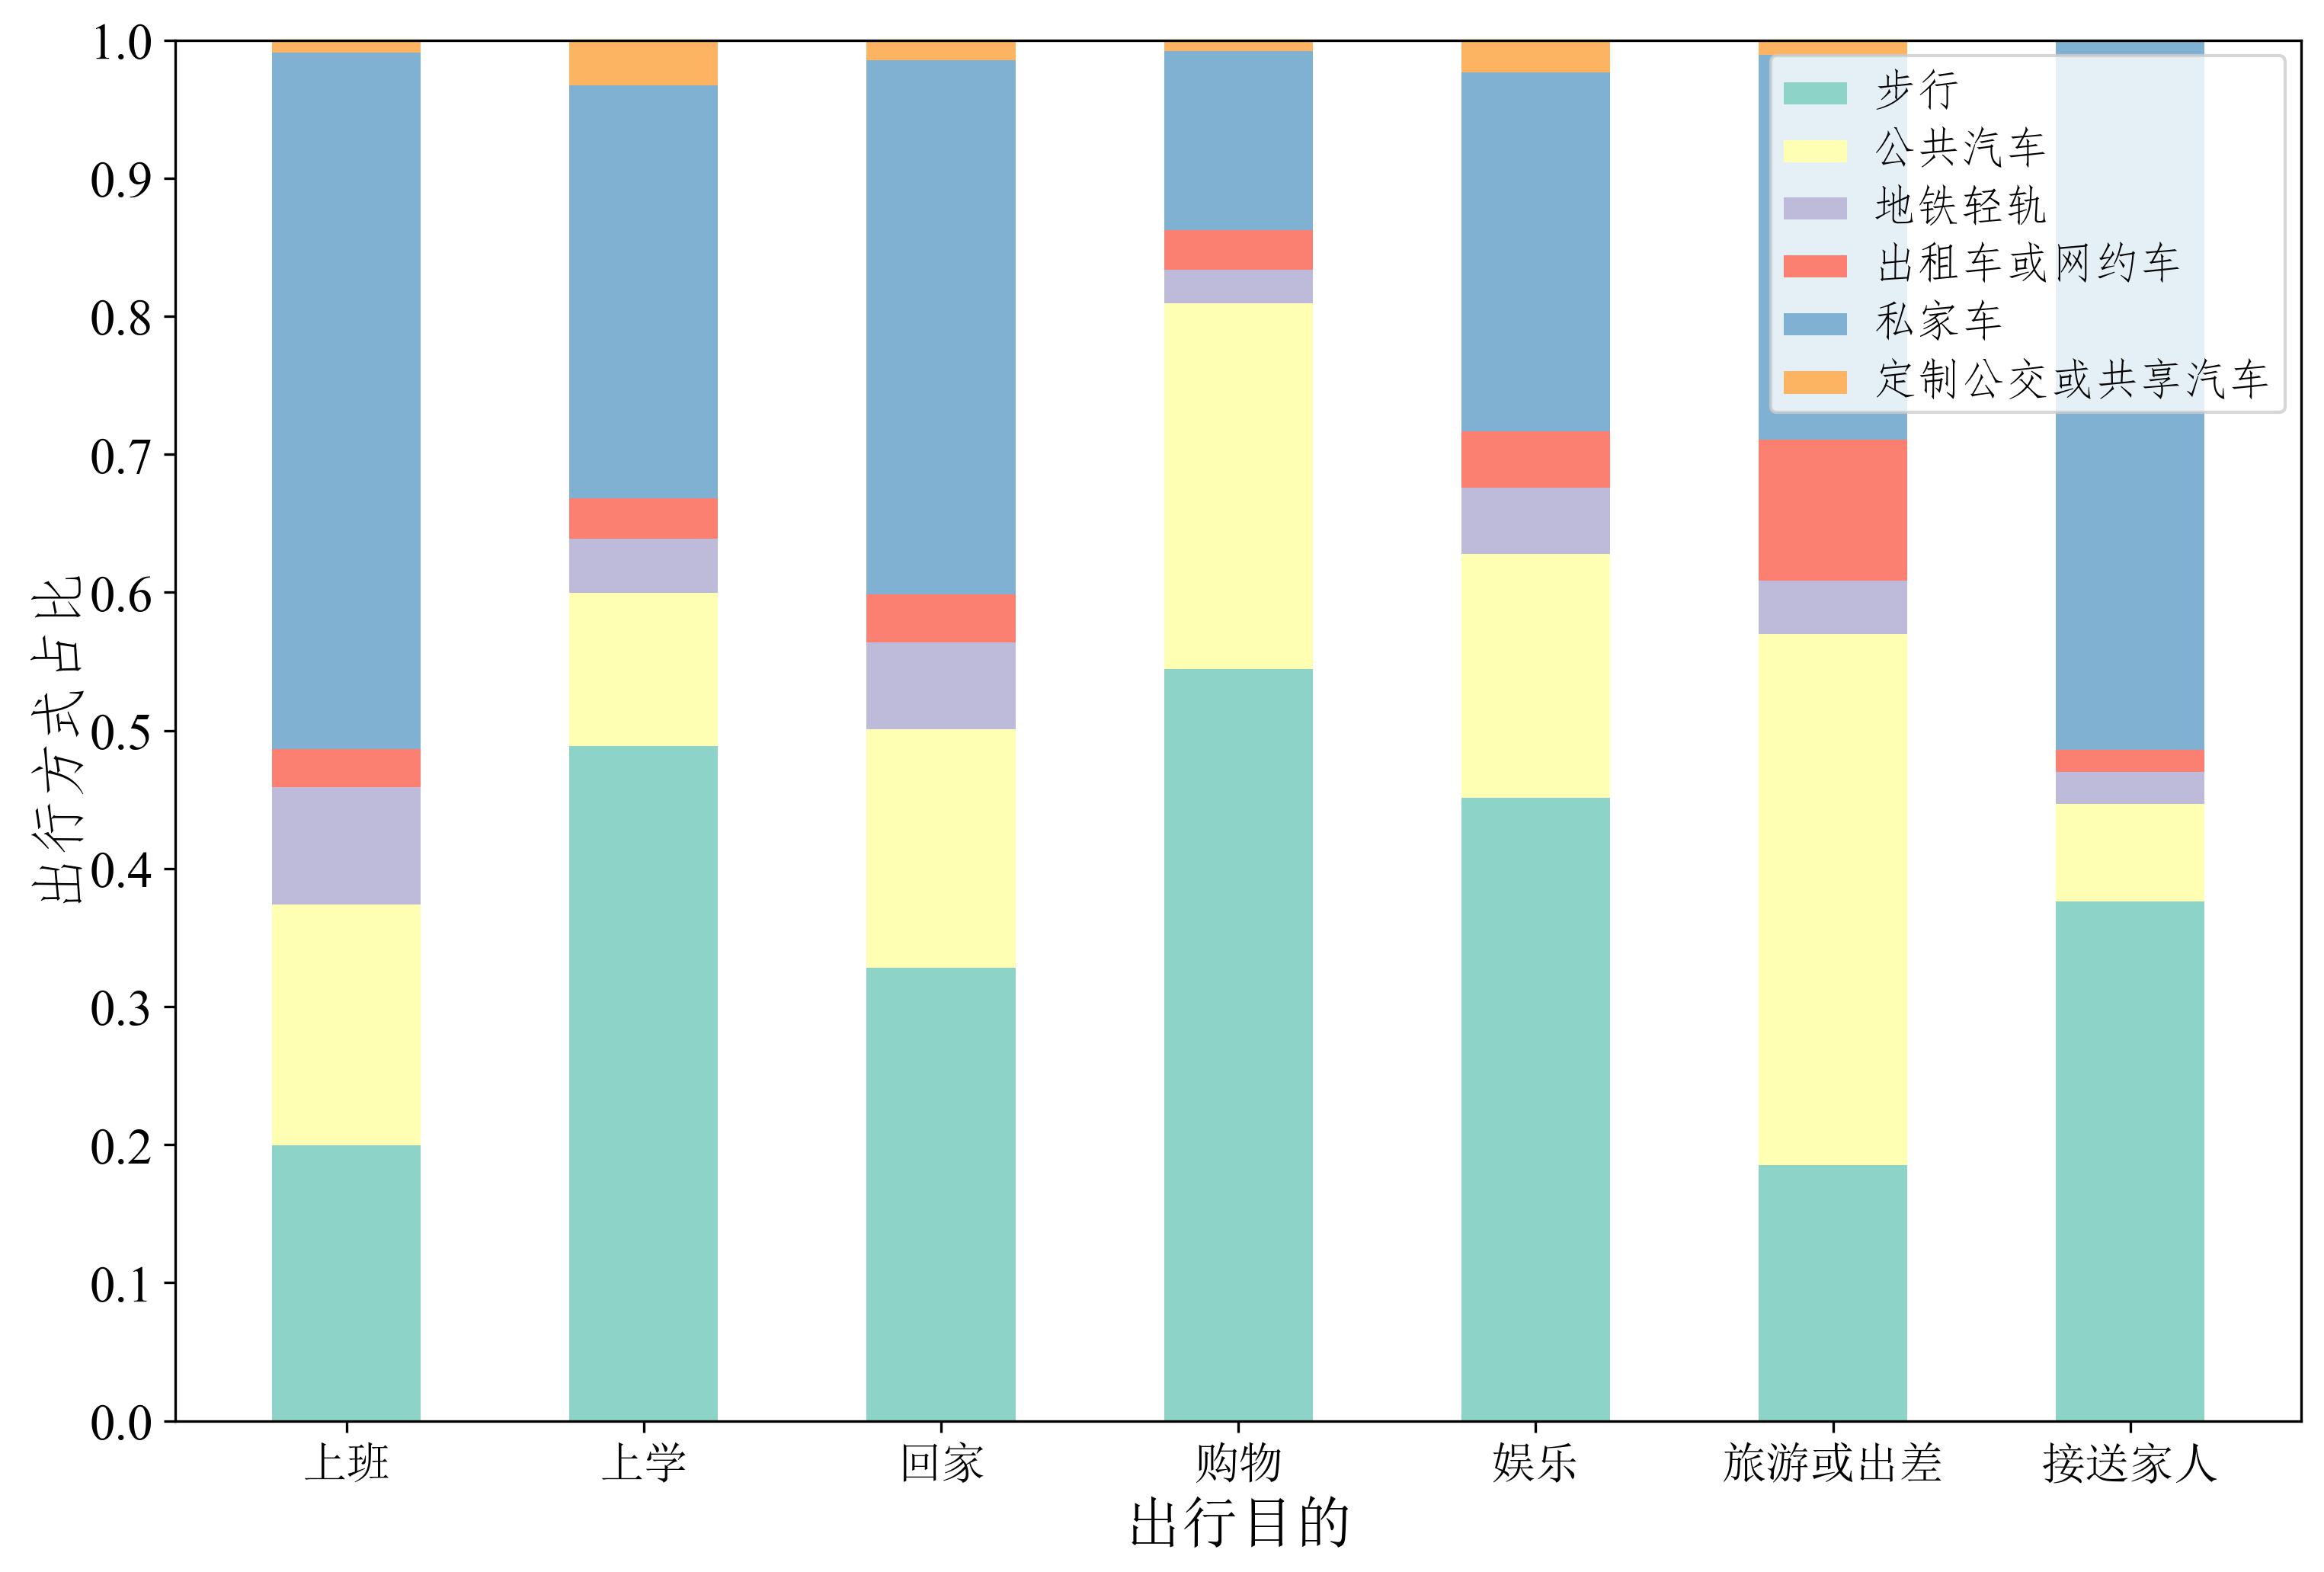 1.0
0.9
0.8
0.7
0.6
0.5
0.4
0.3
0.2
0.1
0.0
出行方式占比
步行
公共汽车
地铁轻轨
出租车或网约车
私家车
定制公交或共享汽车
上班 上学 回家 购物 娱乐 旅游或出差 接送家人
出行目的